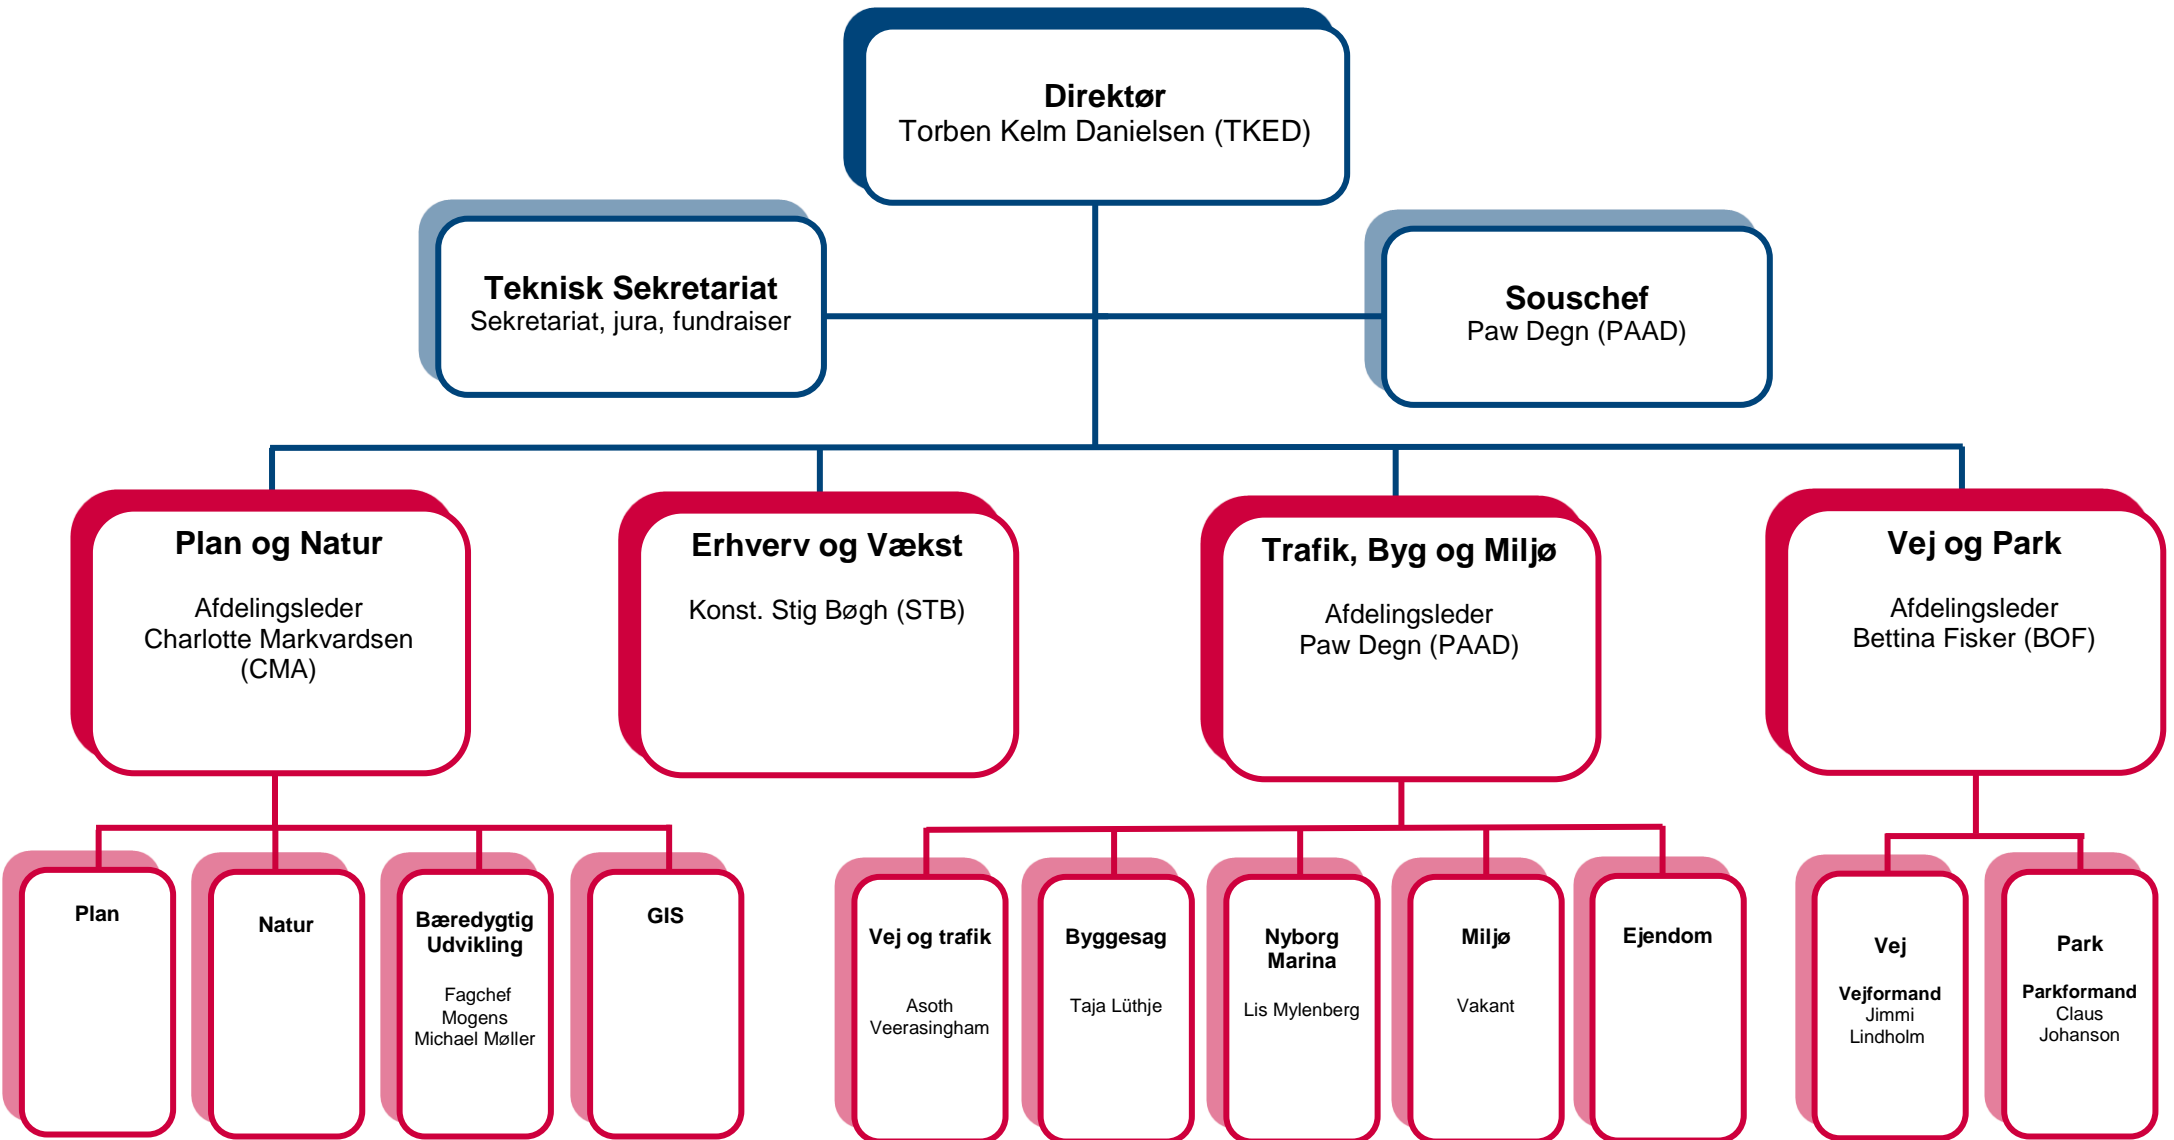 Direktør
Torben Kelm Danielsen (TKED)
Teknisk Sekretariat
Sekretariat, jura, fundraiser
Souschef
Paw Degn (PAAD)
Plan og Natur
Afdelingsleder
Charlotte Markvardsen
(CMA)
Erhverv og Vækst
Konst. Stig Bøgh (STB)
Trafik, Byg og Miljø
Afdelingsleder
Paw Degn (PAAD)
Vej og Park
Afdelingsleder
Bettina Fisker (BOF)
Plan
Natur
Bæredygtig
Udvikling
Fagchef
Mogens
Michael Møller
GIS
Vej og trafik
Asoth
Veerasingham
Byggesag
Taja Lüthje
Nyborg
Marina
Lis Mylenberg
Miljø
Vakant
Ejendom
Vej
Vejformand
Jimmi
Lindholm
Park
Parkformand
Claus
Johanson